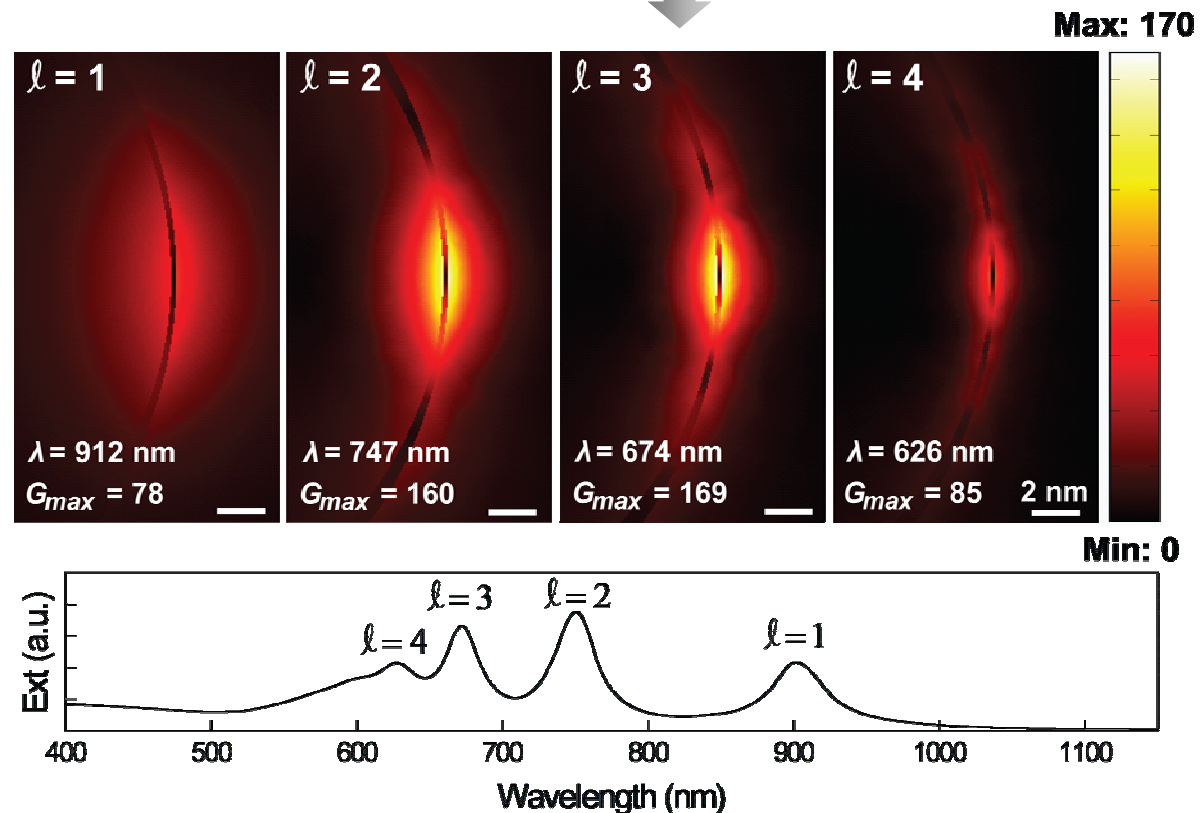 Max: 170
ℓ = 1
ℓ = 2
ℓ = 3
ℓ = 4
λ = 912 nm
Gmax = 78
λ = 747 nm
Gmax = 160
λ = 674 nm
Gmax = 169
λ = 626 nm
Gmax = 85
2 nm
Min: 0
Ext (a.u.)
ℓ=4
ℓ=3
ℓ=2
ℓ=1
400 500 600 700 800 900 1000 1100
Wavelength (nm)